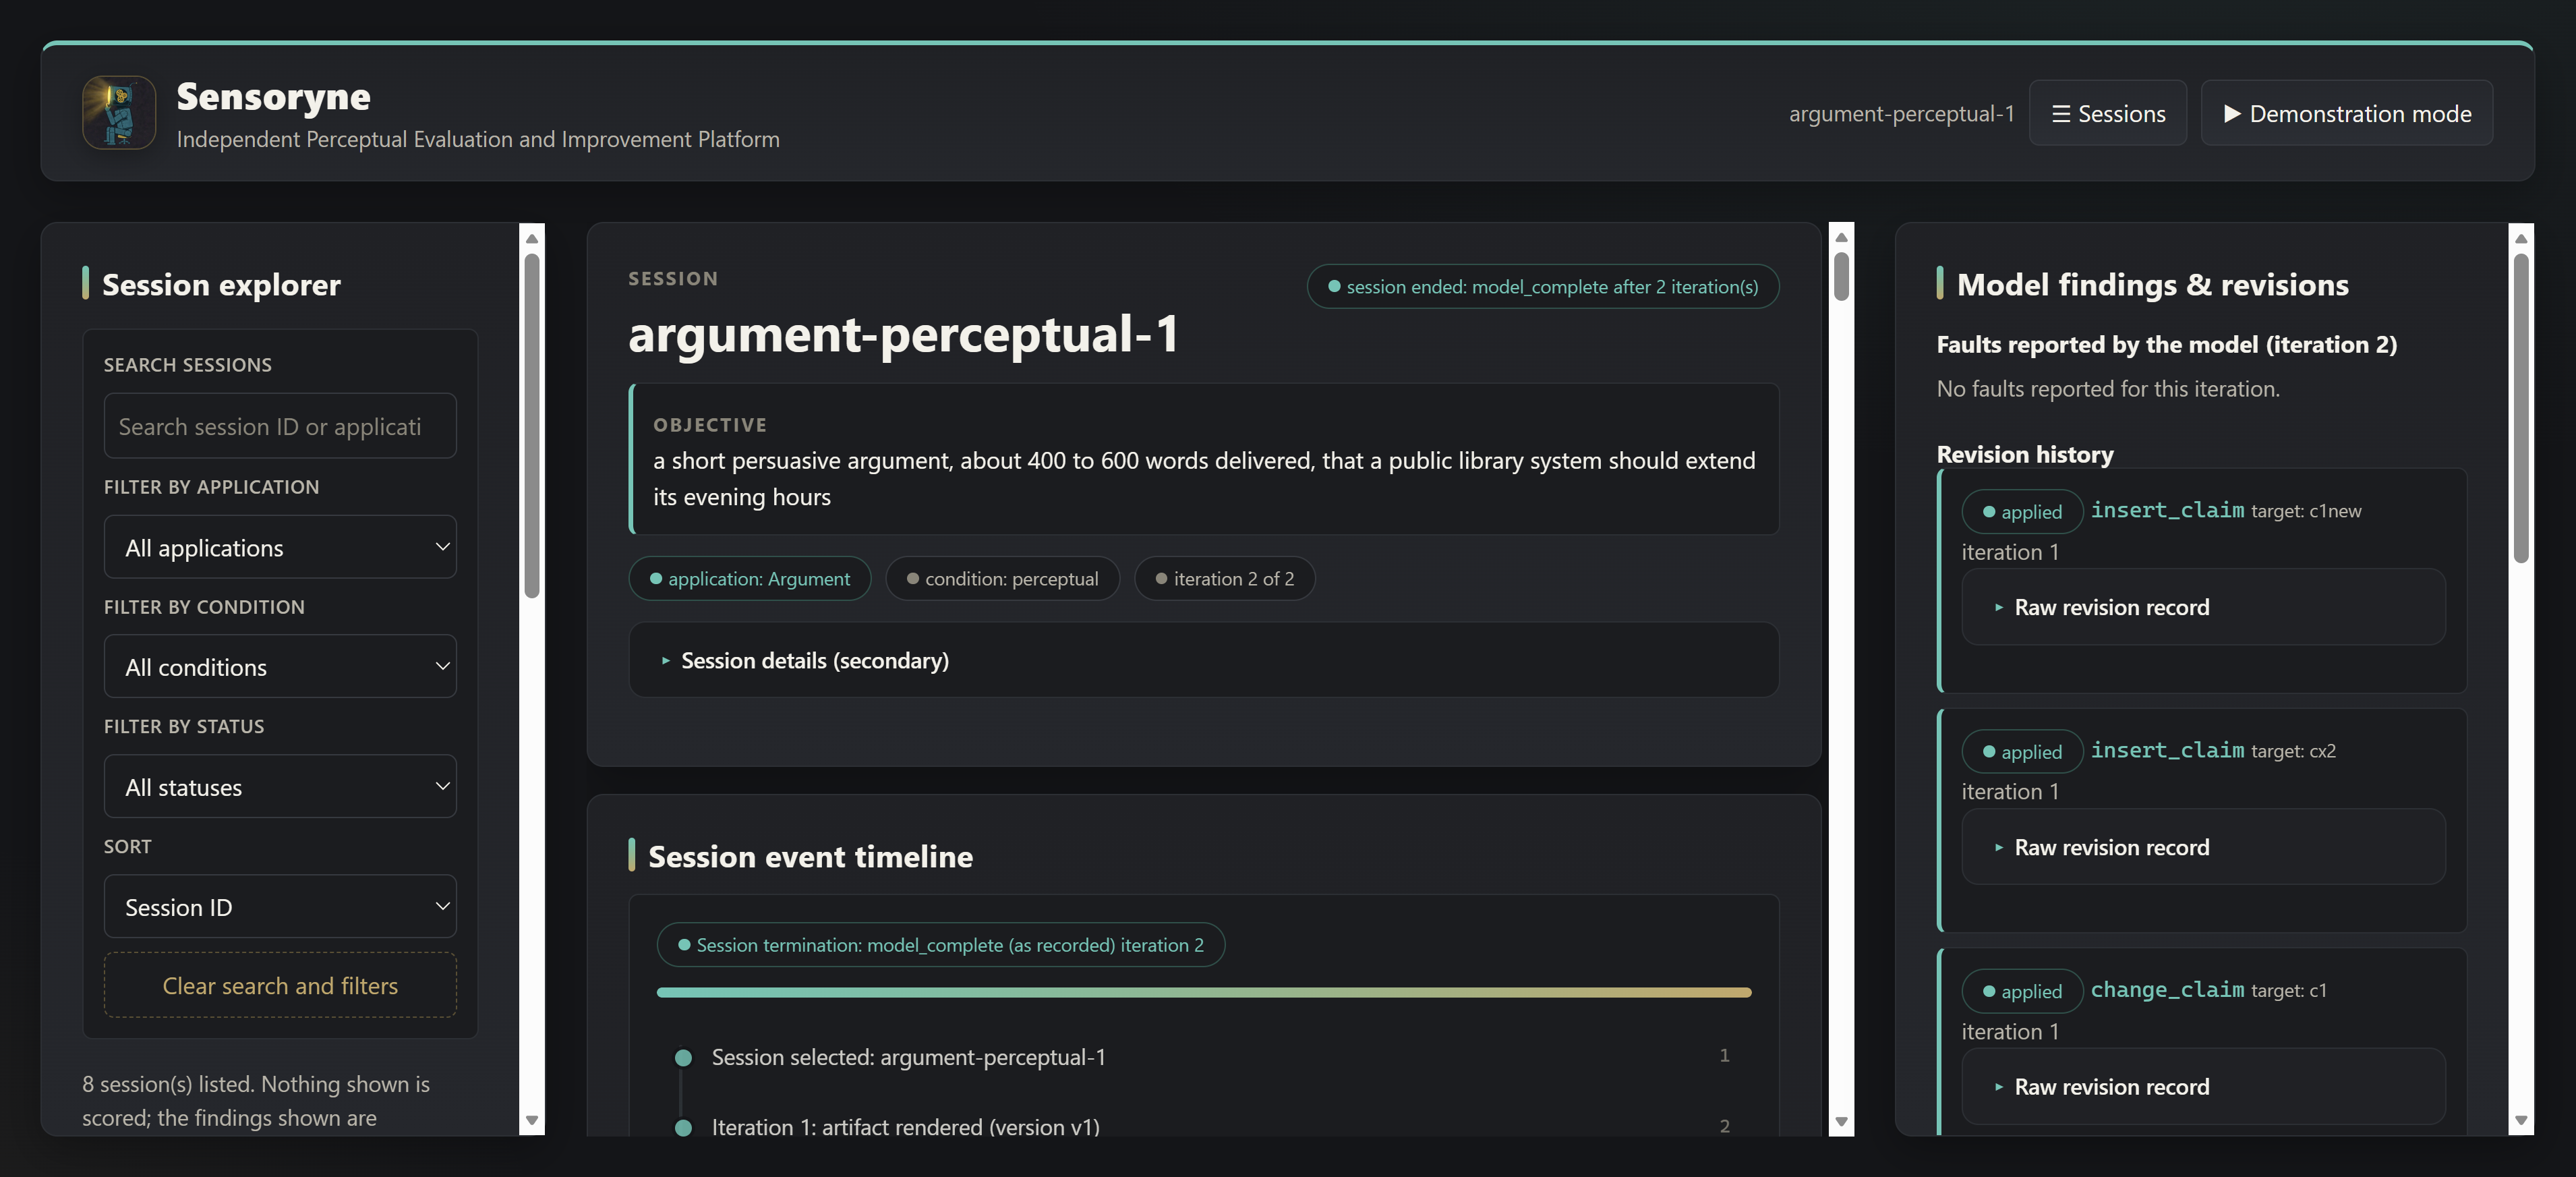 Sensoryne
Independent Perceptual Evaluation and Improvement Platform
argument-perceptual-1
☰ Sessions
▶ Demonstration mode
Session explorer
SEARCH SESSIONS
Search session ID or applicati
FILTER BY APPLICATION
All applications
FILTER BY CONDITION
All conditions
FILTER BY STATUS
All statuses
SORT
Session ID
Clear search and filters
8 session(s) listed. Nothing shown is
scored; the findings shown are
SESSION
session ended: model_complete after 2 iteration(s)
argument-perceptual-1
OBJECTIVE
a short persuasive argument, about 400 to 600 words delivered, that a public library system should extend
its evening hours
application: Argument
condition: perceptual
iteration 2 of 2
Session details (secondary)
Session event timeline
Session termination: model_complete (as recorded) iteration 2
Session selected: argument-perceptual-1 1
Iteration 1: artifact rendered (version v1) 2
Model findings & revisions
Faults reported by the model (iteration 2)
No faults reported for this iteration.
Revision history
applied insert_claim target: c1new
iteration 1
Raw revision record
applied insert_claim target: cx2
iteration 1
Raw revision record
applied change_claim target: c1
iteration 1
Raw revision record